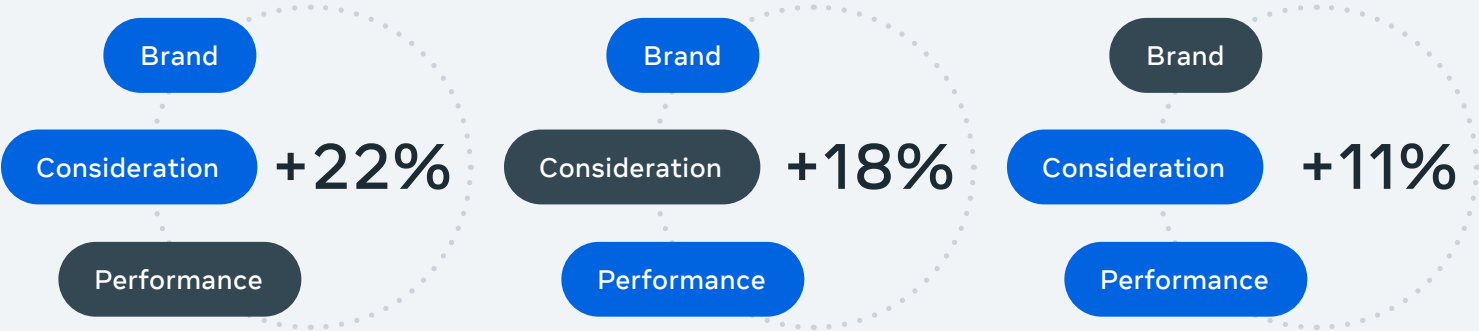 Brand
Consideration
+22%
Performance
Brand
Consideration
+18%
Performance
Brand
Consideration
+11%
Performance